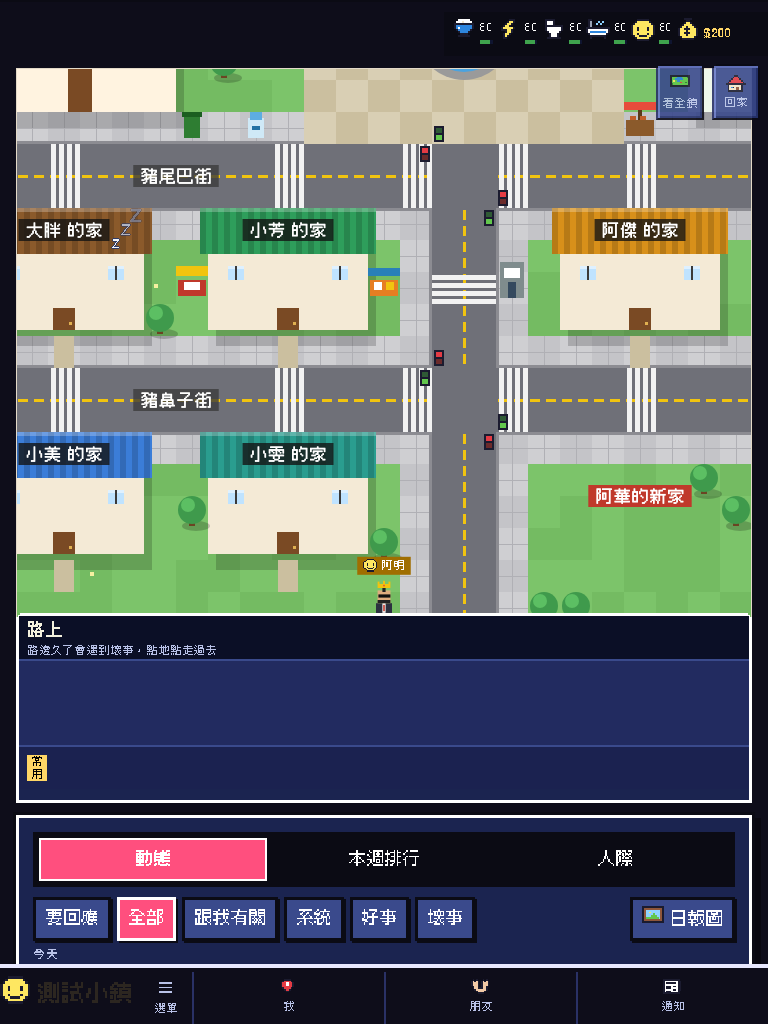 80 80 80 80 80 $200
看全鎮
回家
豬尾巴街
大胖 的家
z z z
小芳 的家
阿傑 的家
豬鼻子街
小美 的家
小雯 的家
阿華的新家
阿明
路上
路邊久了會遇到壞事，點地點走過去
常用
動態
本週排行
人際
要回應
全部
跟我有關
系統
好事
壞事
日報圖
今天
測試小鎮
選單
我
朋友
通知